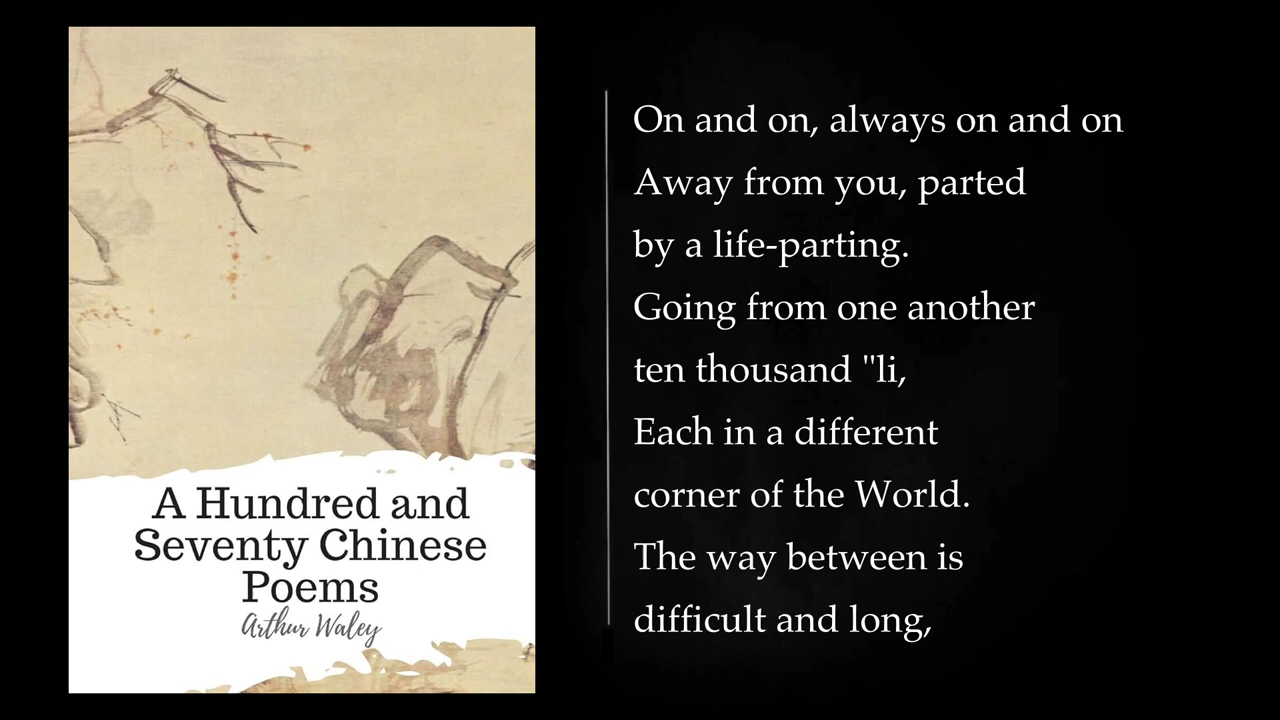 A Hundred and
Seventy Chinese
Poems
Arthur Waley
On and on, always on and on
Away from you, parted
by a life-parting.
Going from one another
ten thousand "li,
Each in a different
corner of the World.
The way between is
difficult and long,